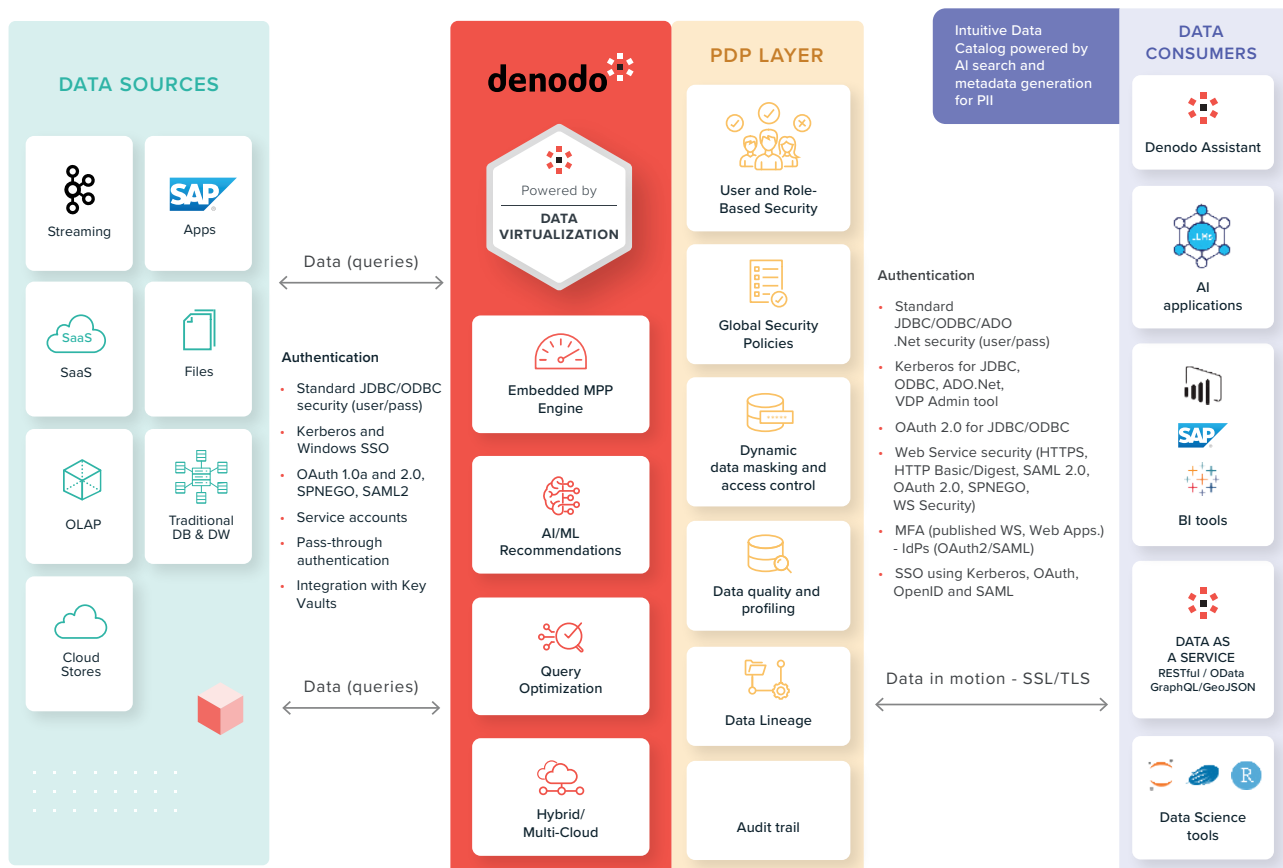 DATA SOURCES
Streaming
SAP
Apps
SaaS
SaaS
Files
OLAP
Traditional
DB & DW
Cloud
Stores
Data (queries)
Authentication
• Standard JDBC/ODBC
security (user/pass)
• Kerberos and
Windows SSO
• OAuth 1.0a and 2.0,
SPNEGO, SAML2
• Service accounts
• Pass-through
authentication
• Integration with Key
Vaults
Data (queries)
denodo
Powered by
DATA
VIRTUALIZATION
Embedded MPP
Engine
AI/ML
Recommendations
Query
Optimization
Hybrid/
Multi-Cloud
PDP LAYER
User and Role-
Based Security
Global Security
Policies
Dynamic
data masking and
access control
Data quality and
profiling
Data Lineage
Audit trail
Intuitive Data
Catalog powered by
AI search and
metadata generation
for PII
Authentication
• Standard
JDBC/ODBC/ADO
.Net security (user/pass)
• Kerberos for JDBC,
ODBC, ADO.Net,
VDP Admin tool
• OAuth 2.0 for JDBC/ODBC
• Web Service security (HTTPS,
HTTP Basic/Digest, SAML 2.0,
OAuth 2.0, SPNEGO,
WS Security)
• MFA (published WS, Web Apps.)
- IdPs (OAuth2/SAML)
• SSO using Kerberos, OAuth,
OpenID and SAML
Data in motion - SSL/TLS
DATA
CONSUMERS
Denodo Assistant
LLMs
AI
applications
SAP
BI tools
DATA AS
A SERVICE
RESTful / OData
GraphQL/GeoJSON
R
Data Science
tools